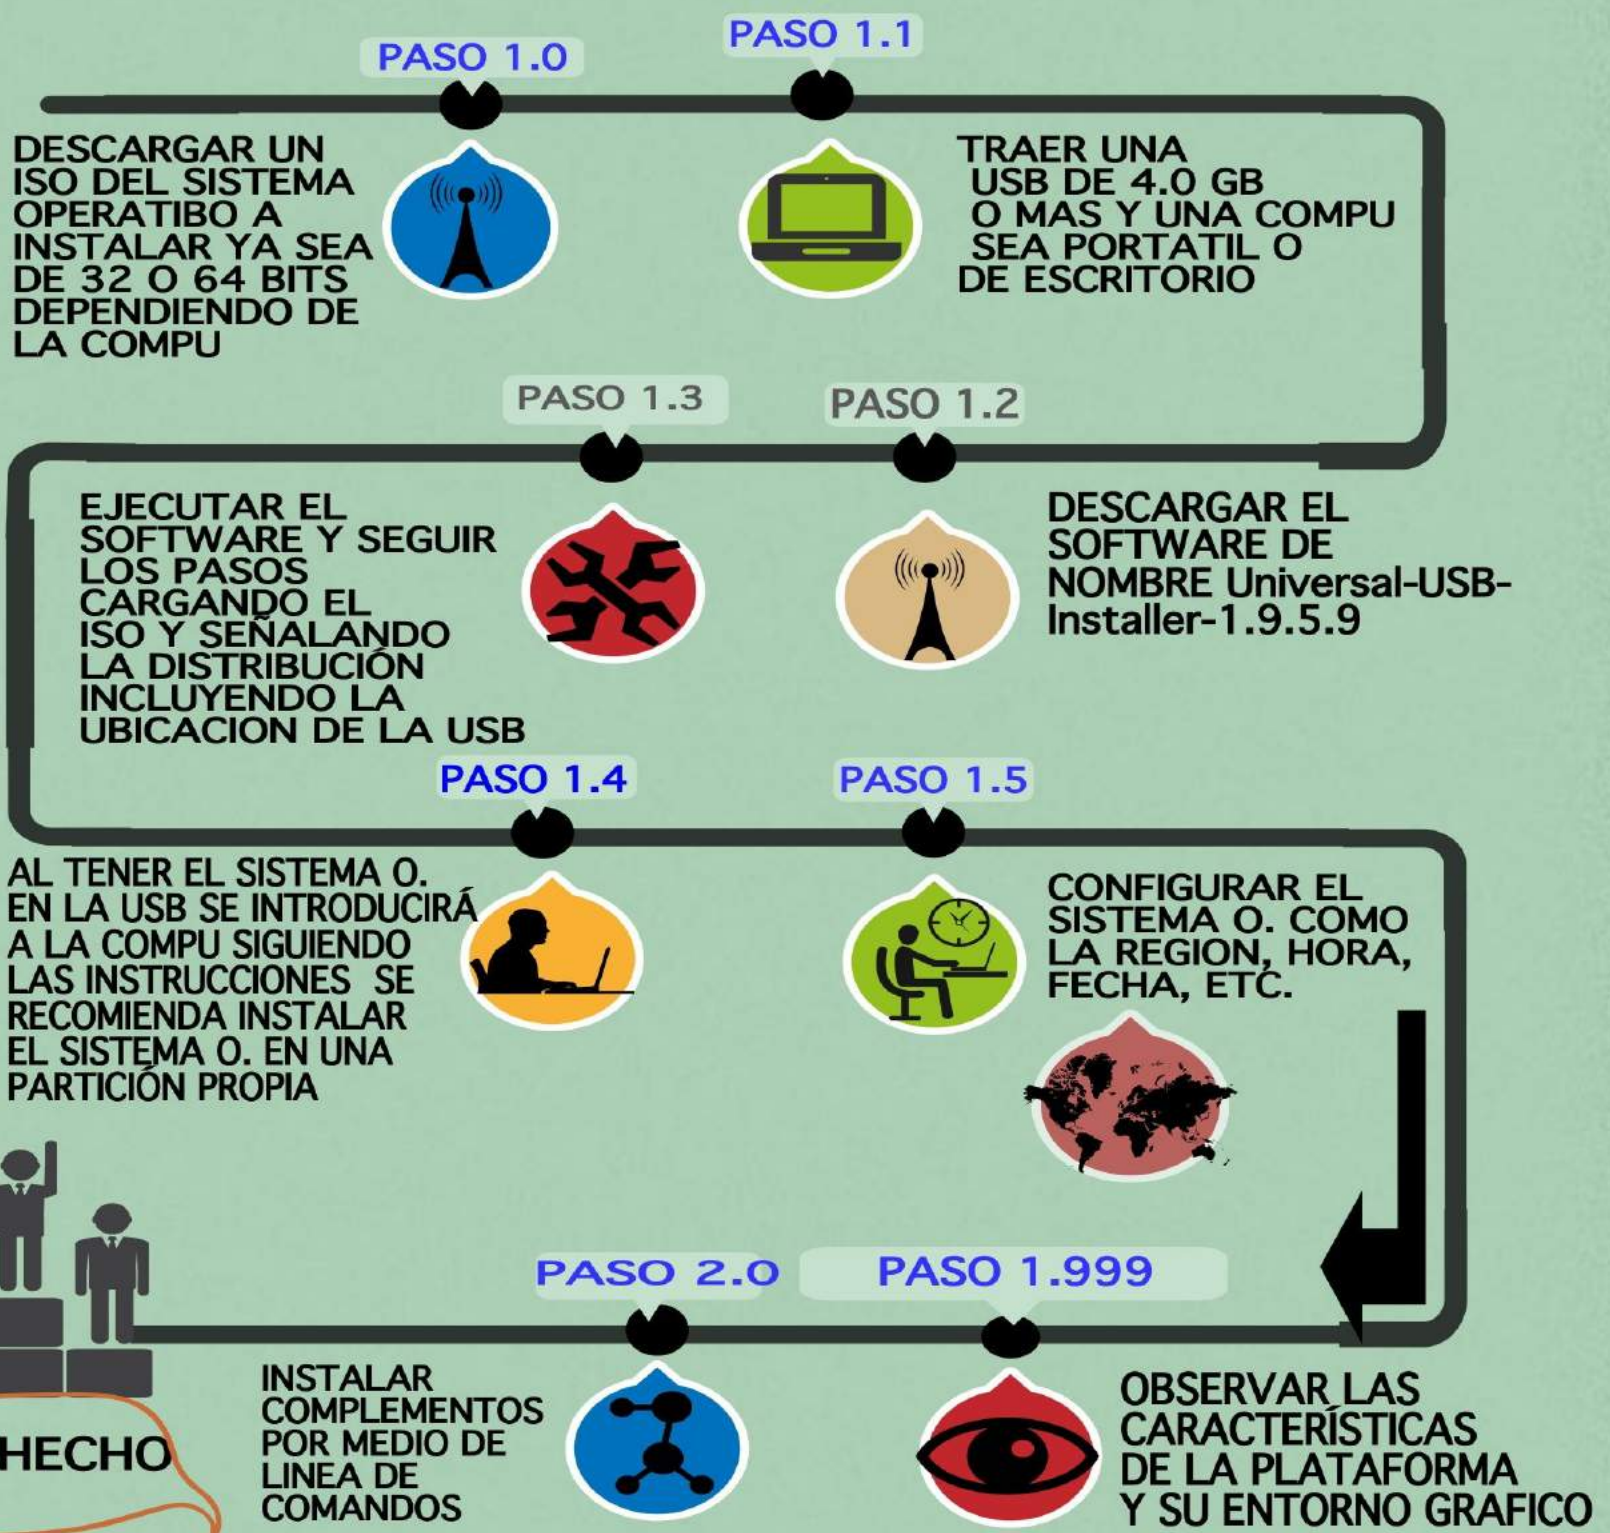 PASO 1.0
DESCARGAR UN
ISO DEL SISTEMA
OPERATIBO A
INSTALAR YA SEA
DE 32 O 64 BITS
DEPENDIENDO DE
LA COMPU
PASO 1.1
TRAER UNA
USB DE 4.0 GB
O MAS Y UNA COMPU
SEA PORTATIL O
DE ESCRITORIO
PASO 1.2
DESCARGAR EL
SOFTWARE DE
NOMBRE Universal-USB-
Installer-1.9.5.9
PASO 1.3
EJECUTAR EL
SOFTWARE Y SEGUIR
LOS PASOS
CARGANDO EL
ISO Y SEÑALANDO
LA DISTRIBUCIÓN
INCLUYENDO LA
UBICACION DE LA USB
PASO 1.4
AL TENER EL SISTEMA O.
EN LA USB SE INTRODUCIRÁ
A LA COMPU SIGUIENDO
LAS INSTRUCCIONES SE
RECOMIENDA INSTALAR
EL SISTEMA O. EN UNA
PARTICIÓN PROPIA
PASO 1.5
CONFIGURAR EL
SISTEMA O. COMO
LA REGION, HORA,
FECHA, ETC.
PASO 1.999
OBSERVAR LAS
CARACTERÍSTICAS
DE LA PLATAFORMA
Y SU ENTORNO GRAFICO
PASO 2.0
INSTALAR
COMPLEMENTOS
POR MEDIO DE
LINEA DE
COMANDOS
HECHO